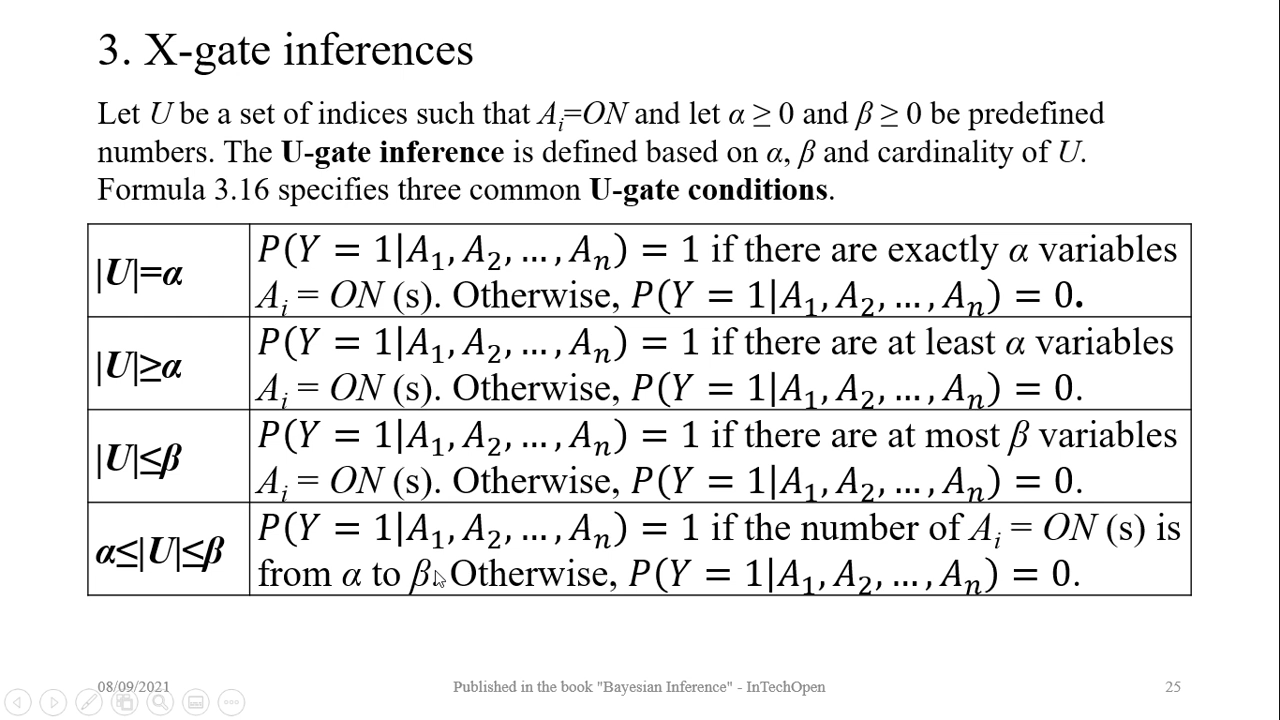 3. X-gate inferences
Let U be a set of indices such that Aᵢ=ON and let α ≥ 0 and β ≥ 0 be predefined
numbers. The U-gate inference is defined based on α, β and cardinality of U.
Formula 3.16 specifies three common U-gate conditions.
|U|=α
P(Y = 1|A₁, A₂, …, Aₙ) = 1 if there are exactly α variables
Aᵢ = ON (s). Otherwise, P(Y = 1|A₁, A₂, …, Aₙ) = 0.
|U|≥α
P(Y = 1|A₁, A₂, …, Aₙ) = 1 if there are at least α variables
Aᵢ = ON (s). Otherwise, P(Y = 1|A₁, A₂, …, Aₙ) = 0.
|U|≤β
P(Y = 1|A₁, A₂, …, Aₙ) = 1 if there are at most β variables
Aᵢ = ON (s). Otherwise, P(Y = 1|A₁, A₂, …, Aₙ) = 0.
α≤|U|≤β
P(Y = 1|A₁, A₂, …, Aₙ) = 1 if the number of Aᵢ = ON (s) is
from α to β. Otherwise, P(Y = 1|A₁, A₂, …, Aₙ) = 0.
08/09/2021
Published in the book "Bayesian Inference" - InTechOpen
25